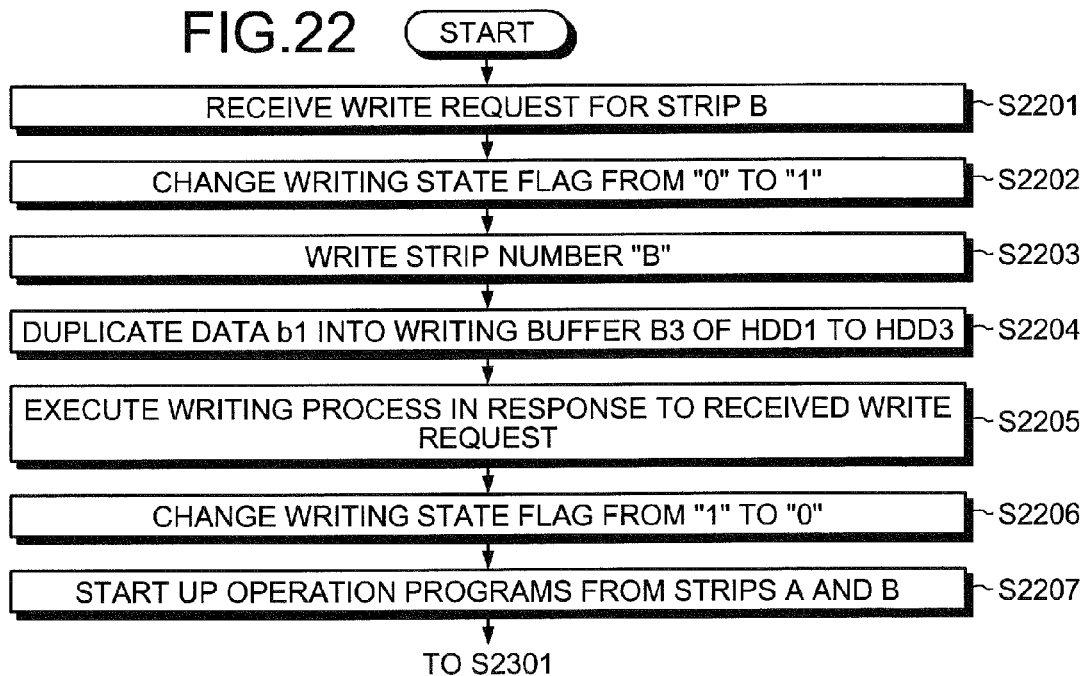 FIG.22
START
RECEIVE WRITE REQUEST FOR STRIP B
S2201
CHANGE WRITING STATE FLAG FROM "0" TO "1"
S2202
WRITE STRIP NUMBER "B"
S2203
DUPLICATE DATA b1 INTO WRITING BUFFER B3 OF HDD1 TO HDD3
S2204
EXECUTE WRITING PROCESS IN RESPONSE TO RECEIVED WRITE
REQUEST
S2205
CHANGE WRITING STATE FLAG FROM "1" TO "0"
S2206
START UP OPERATION PROGRAMS FROM STRIPS A AND B
S2207
TO S2301